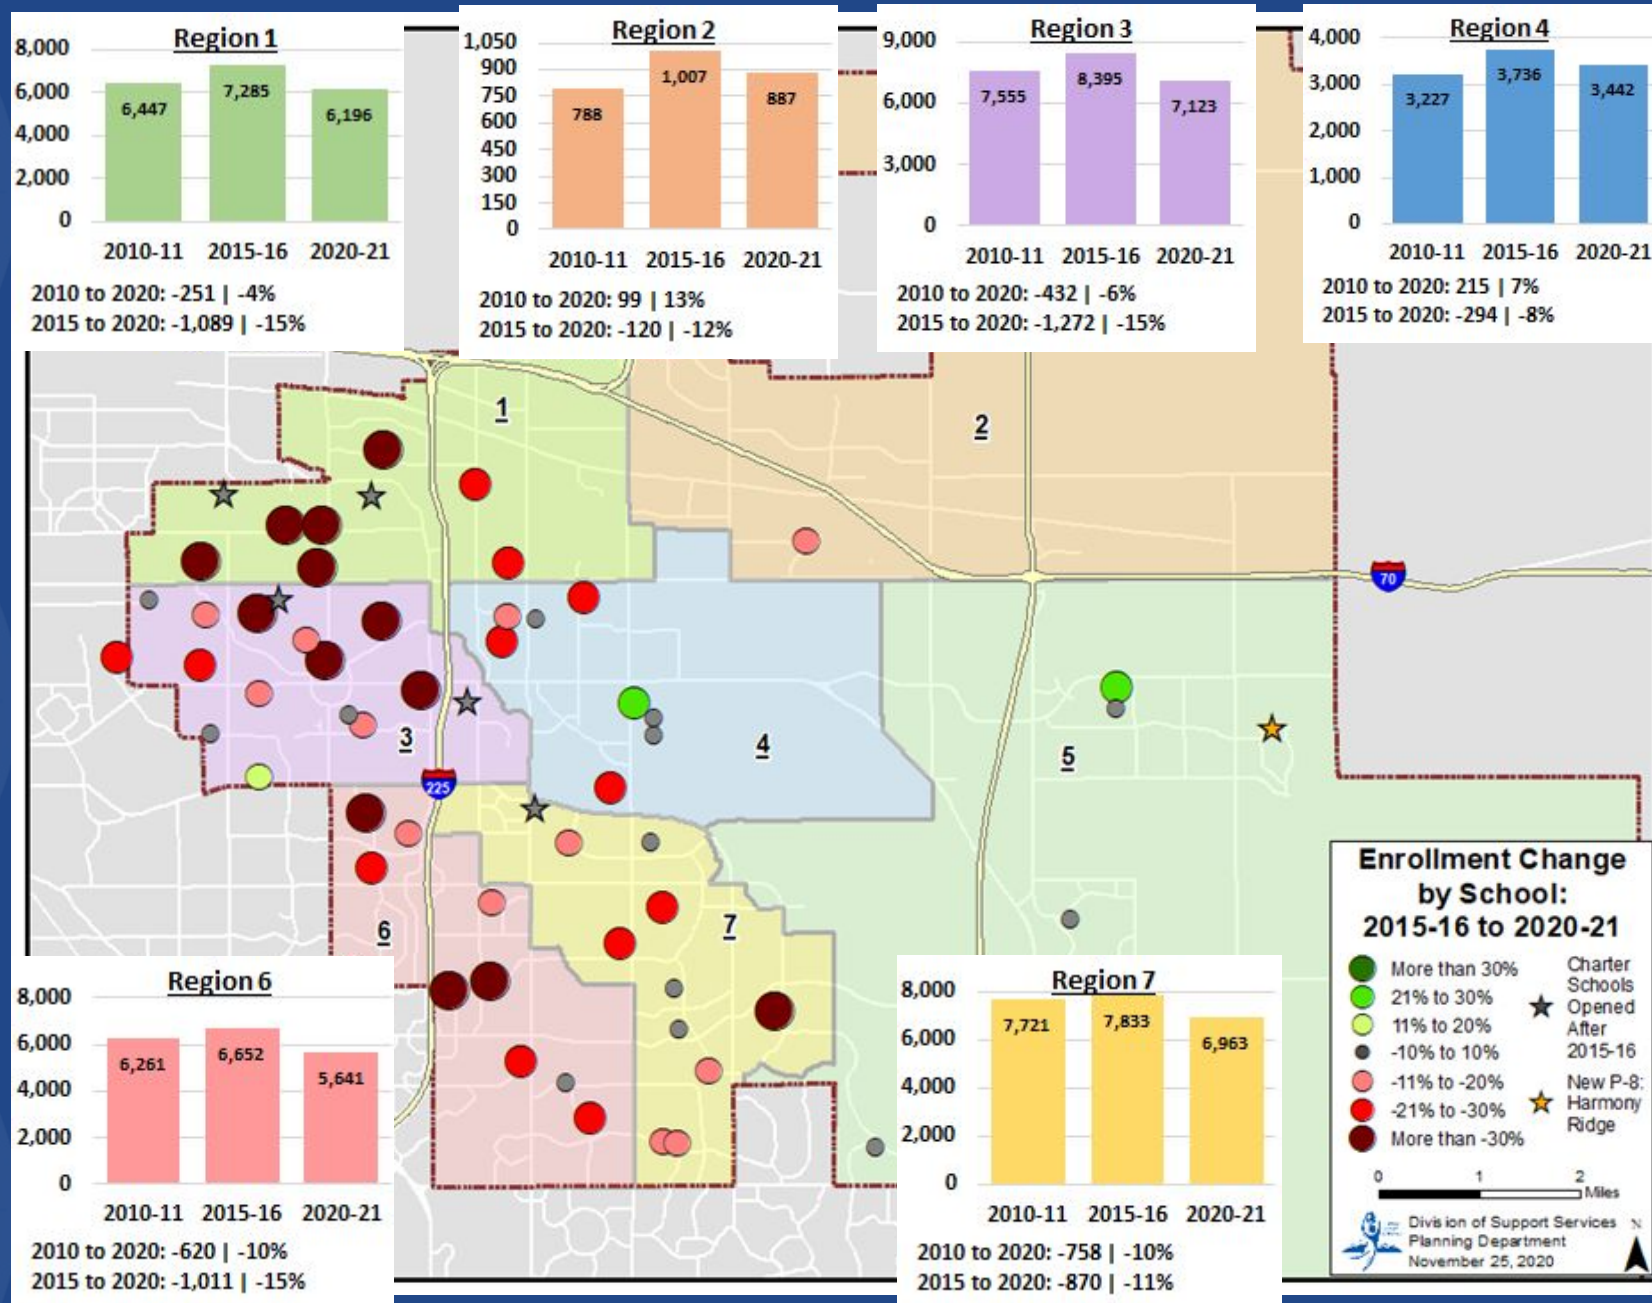 Region 1
8,000
6,000
4,000
2,000
0
6,447
7,285
6,196
2010-11 2015-16 2020-21
2010 to 2020: -251 | -4%
2015 to 2020: -1,089 | -15%
Region 2
1,050
900
750
600
450
300
150
0
788
1,007
887
2010-11 2015-16 2020-21
2010 to 2020: 99 | 13%
2015 to 2020: -120 | -12%
Region 3
9,000
6,000
3,000
0
7,555
8,395
7,123
2010-11 2015-16 2020-21
2010 to 2020: -432 | -6%
2015 to 2020: -1,272 | -15%
Region 4
4,000
3,000
2,000
1,000
0
3,227
3,736
3,442
2010-11 2015-16 2020-21
2010 to 2020: 215 | 7%
2015 to 2020: -294 | -8%
1
2
3
4
5
6
7
70
225
Region 6
8,000
6,000
4,000
2,000
0
6,261
6,652
5,641
2010-11 2015-16 2020-21
2010 to 2020: -620 | -10%
2015 to 2020: -1,011 | -15%
Region 7
8,000
6,000
4,000
2,000
0
7,721
7,833
6,963
2010-11 2015-16 2020-21
2010 to 2020: -758 | -10%
2015 to 2020: -870 | -11%
Enrollment Change
by School:
2015-16 to 2020-21
More than 30%
21% to 30%
11% to 20%
-10% to 10%
-11% to -20%
-21% to -30%
More than -30%
Charter
Schools
Opened
After
2015-16
New P-8:
Harmony
Ridge
0 1 2
Miles
Division of Support Services
Planning Department
November 25, 2020
N